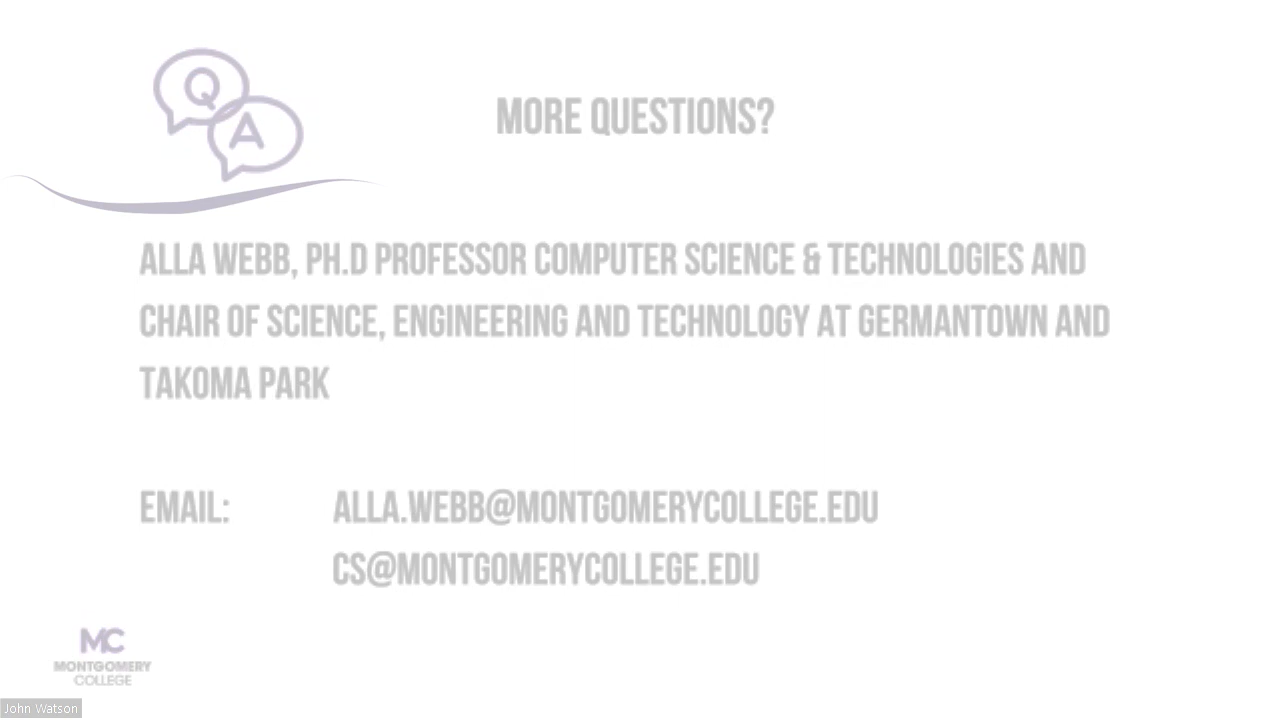 Q
A
MORE QUESTIONS?
ALLA WEBB, PH.D PROFESSOR COMPUTER SCIENCE & TECHNOLOGIES AND
CHAIR OF SCIENCE, ENGINEERING AND TECHNOLOGY AT GERMANTOWN AND
TAKOMA PARK
EMAIL: ALLA.WEBB@MONTGOMERYCOLLEGE.EDU
CS@MONTGOMERYCOLLEGE.EDU
MC
MONTGOMERY
COLLEGE
John Watson